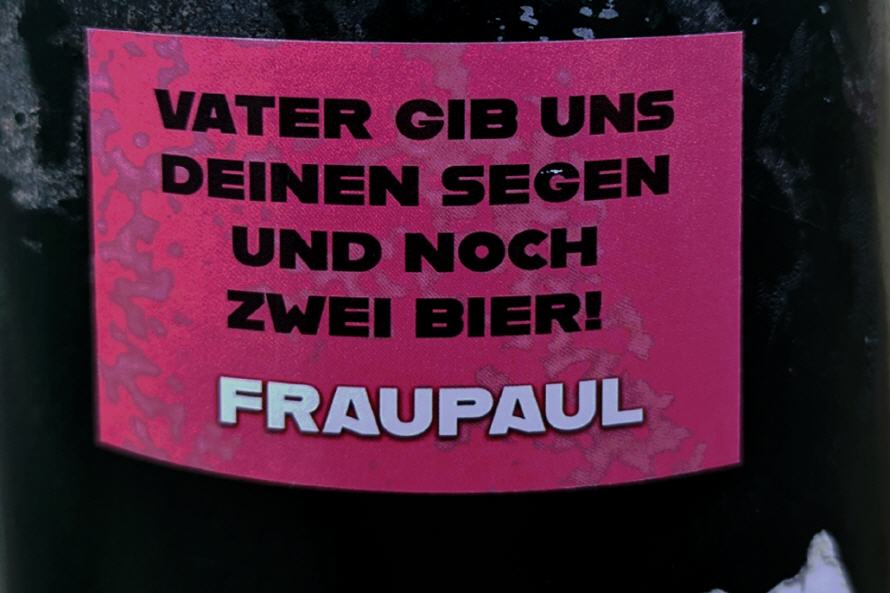 VATER GIB UNS
DEINEN SEGEN
UND NOCH
ZWEI BIER!
FRAUPAUL